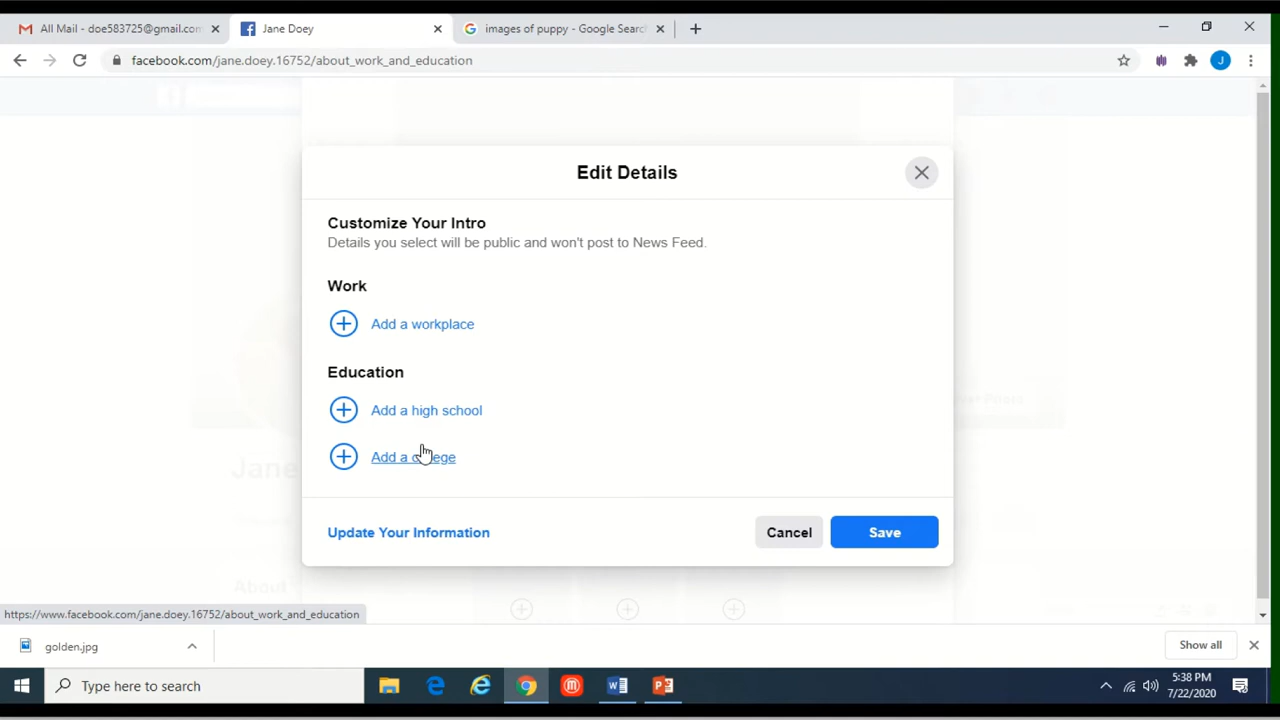 All Mail - doe583725@gmail.com
Jane Doey
images of puppy - Google Search
facebook.com/jane.doey.16752/about_work_and_education
J
Edit Details
Customize Your Intro
Details you select will be public and won't post to News Feed.
Work
Add a workplace
Education
Add a high school
Add a college
Jane
Update Your Information
Cancel
Save
About
https://www.facebook.com/jane.doey.16752/about_work_and_education
golden.jpg
Show all
Type here to search
5:38 PM
7/22/2020